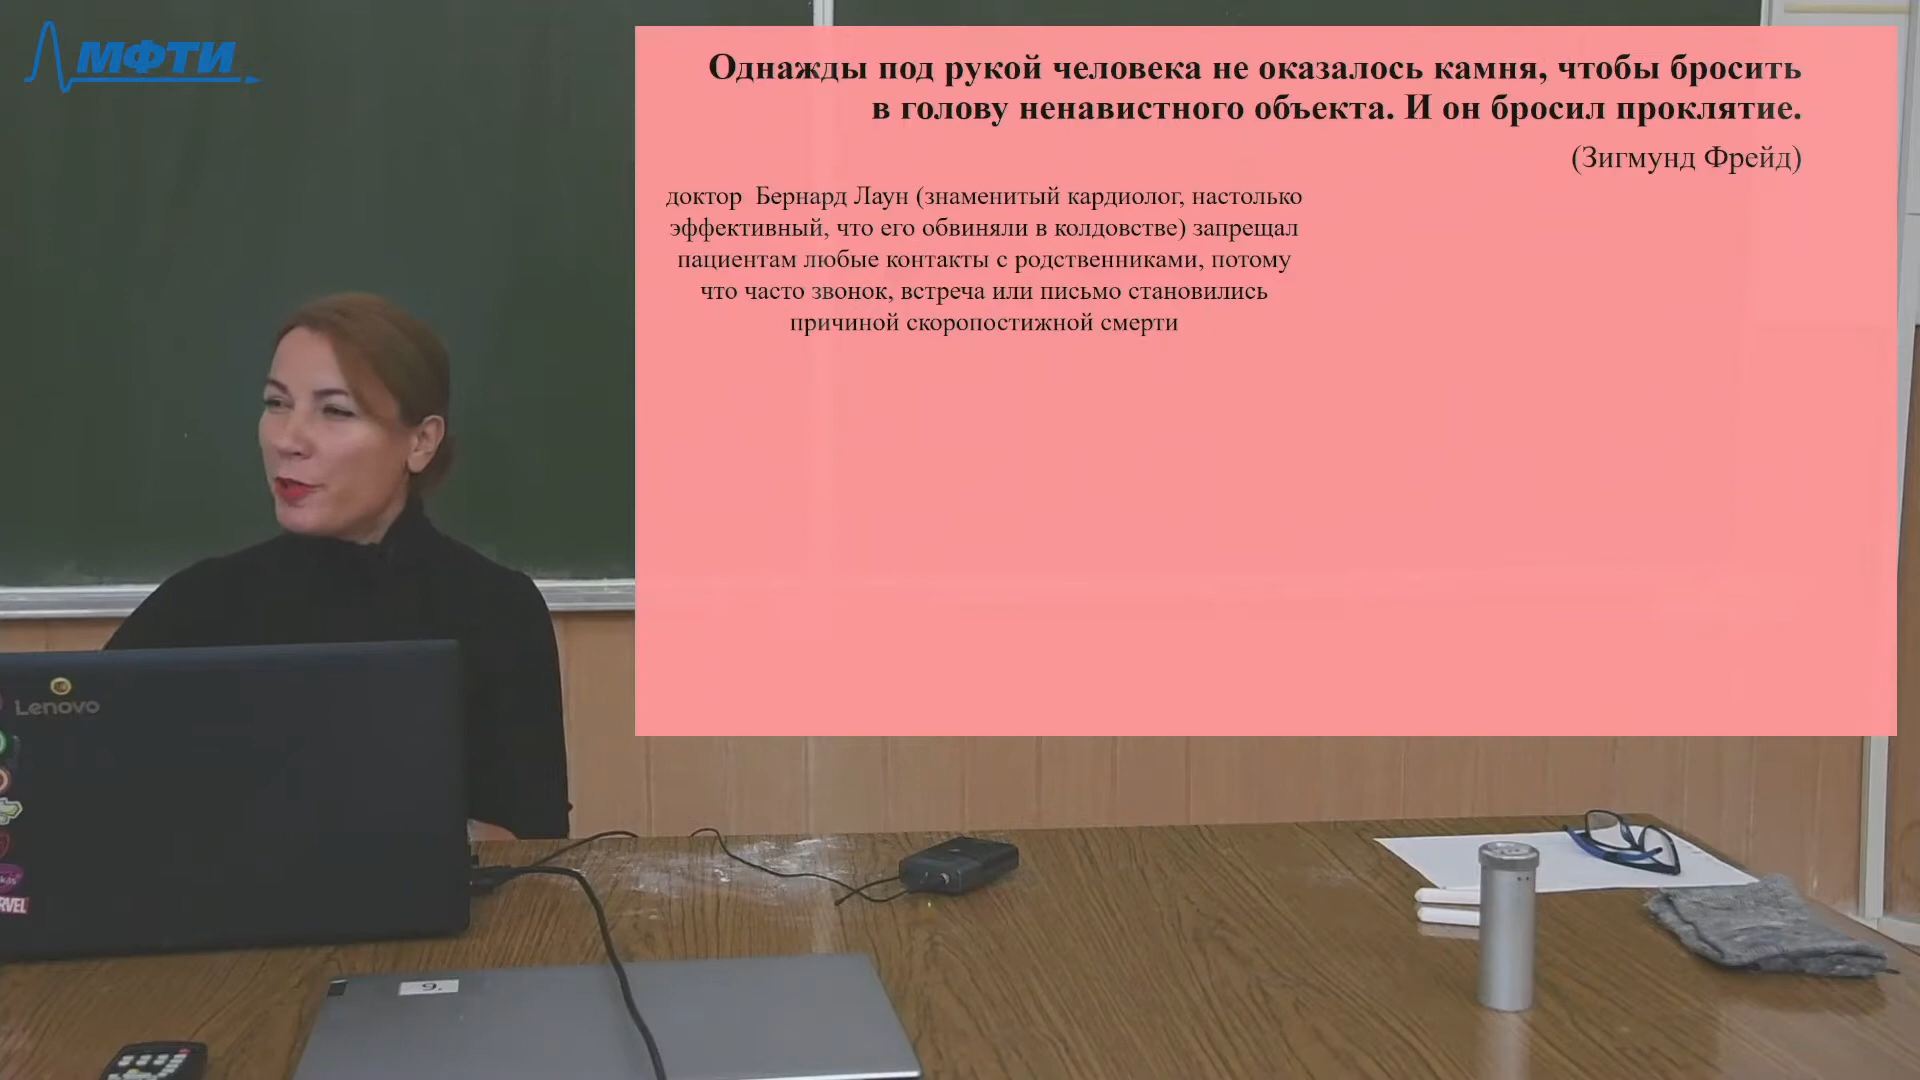 МФТИ
Однажды под рукой человека не оказалось камня, чтобы бросить
в голову ненавистного объекта. И он бросил проклятие.
(Зигмунд Фрейд)
доктор Бернард Лаун (знаменитый кардиолог, настолько
эффективный, что его обвиняли в колдовстве) запрещал
пациентам любые контакты с родственниками, потому
что часто звонок, встреча или письмо становились
причиной скоропостижной смерти
Lenovo
9.